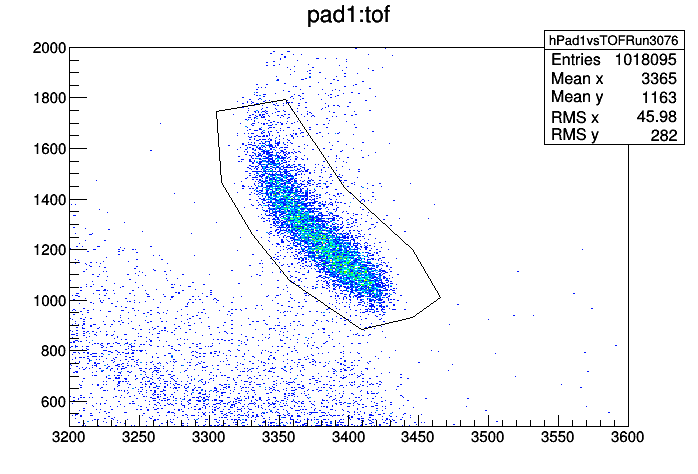 pad1:tof
hPad1vsTOFRun3076
Entries 1018095
Mean x 3365
Mean y 1163
RMS x 45.98
RMS y 282
2000
1800
1600
1400
1200
1000
800
600
3200 3250 3300 3350 3400 3450 3500 3550 3600